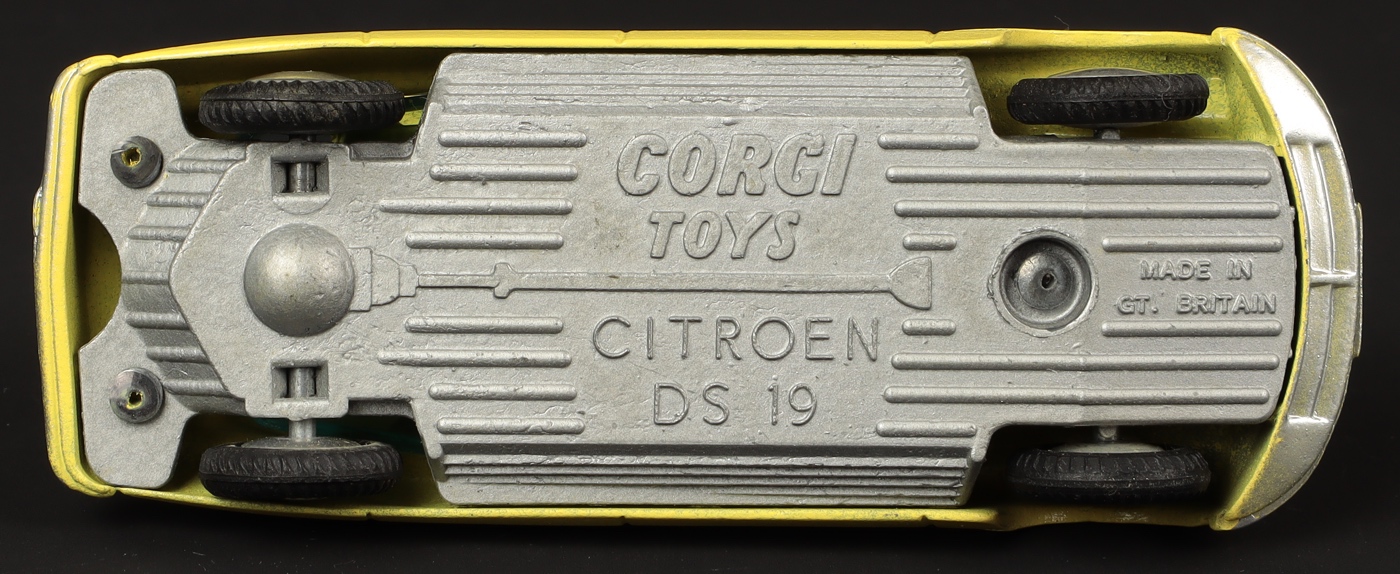 CORGI
TOYS
CITROEN
DS 19
MADE IN
GT. BRITAIN